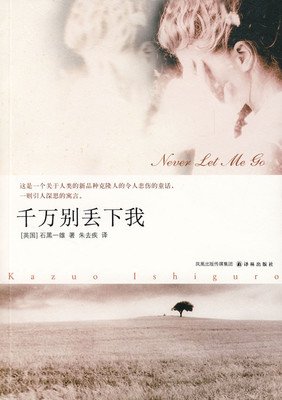 Never Let Me Go
这是一个关于人类的新品种克隆人的令人悲伤的童话,
一则引人深思的寓言。
千万别丢下我
[英国] 石黑一雄 著 朱去疾 译
Kazuo Ishiguro
凤凰出版传媒集团 译林出版社